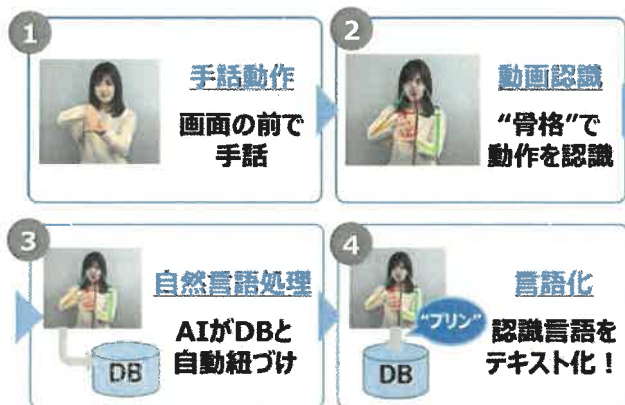 1
手話動作
画面の前で
手話
2
動画認識
“骨格”で
動作を認識
3
自然言語処理
AIがDBと
自動紐づけ
DB
4
言語化
“プリン”
認識言語を
テキスト化！
DB